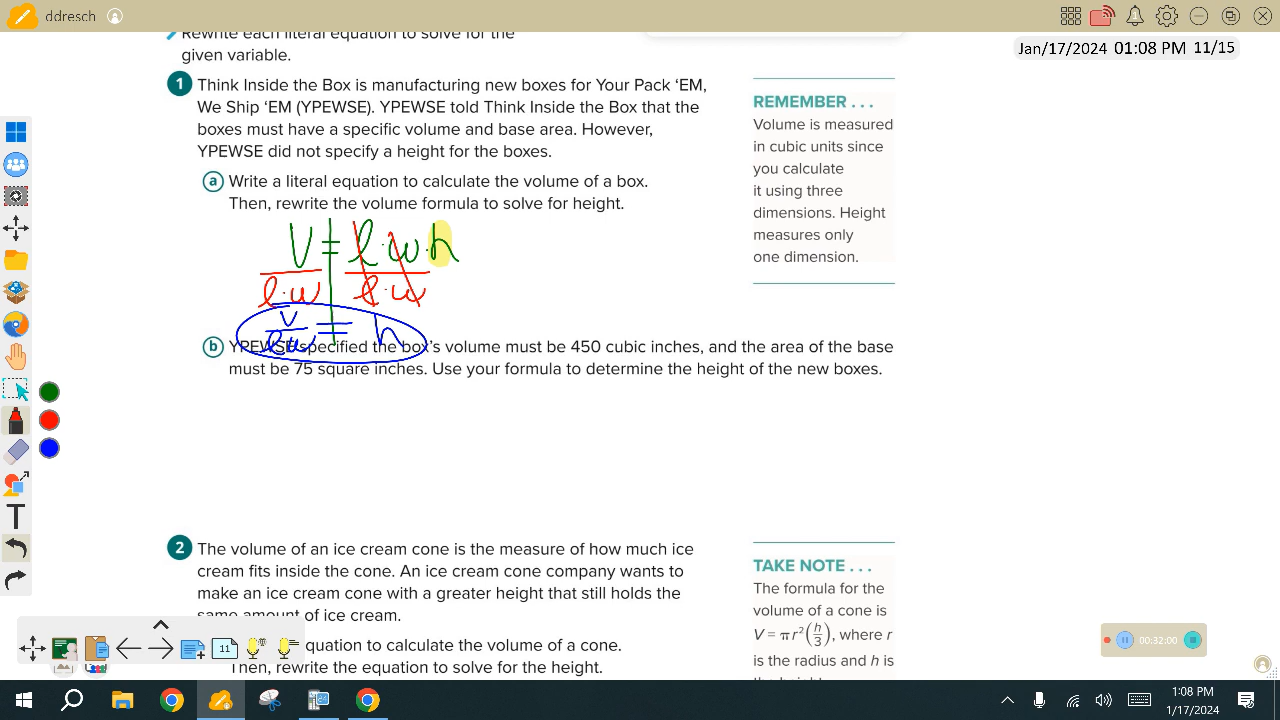 ddresch
Rewrite each literal equation to solve for the
given variable.
Jan/17/2024 01:08 PM 11/15
1 Think Inside the Box is manufacturing new boxes for Your Pack ‘EM,
We Ship ‘EM (YPEWSE). YPEWSE told Think Inside the Box that the
boxes must have a specific volume and base area. However,
YPEWSE did not specify a height for the boxes.
a Write a literal equation to calculate the volume of a box.
Then, rewrite the volume formula to solve for height.
V = l·w·h
l·w l·w
V/lw = h
b YPEWSE specified the box’s volume must be 450 cubic inches, and the area of the base
must be 75 square inches. Use your formula to determine the height of the new boxes.
REMEMBER . . .
Volume is measured
in cubic units since
you calculate
it using three
dimensions. Height
measures only
one dimension.
2 The volume of an ice cream cone is the measure of how much ice
cream fits inside the cone. An ice cream cone company wants to
make an ice cream cone with a greater height that still holds the
same amount of ice cream.
equation to calculate the volume of a cone.
Then, rewrite the equation to solve for the height.
TAKE NOTE . . .
The formula for the
volume of a cone is
V = πr²(h/3), where r
is the radius and h is
the height
T
11
00:32:00
1:08 PM
1/17/2024